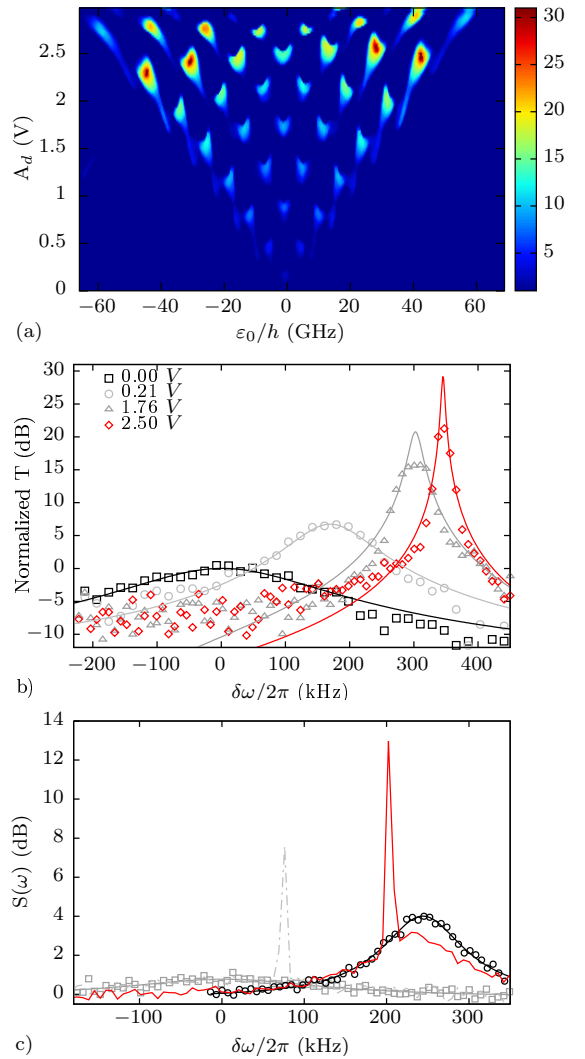 2.5
2
1.5
1
0.5
0
A_d (V)
−60 −40 −20 0 20 40 60
ε₀/h (GHz)
30
25
20
15
10
5
(a)
30
25
20
15
10
5
0
−5
−10
Normalized T (dB)
0.00 V
0.21 V
1.76 V
2.50 V
−200 −100 0 100 200 300 400
δω/2π (kHz)
b)
14
12
10
8
6
4
2
0
S(ω) (dB)
−100 0 100 200 300
δω/2π (kHz)
c)